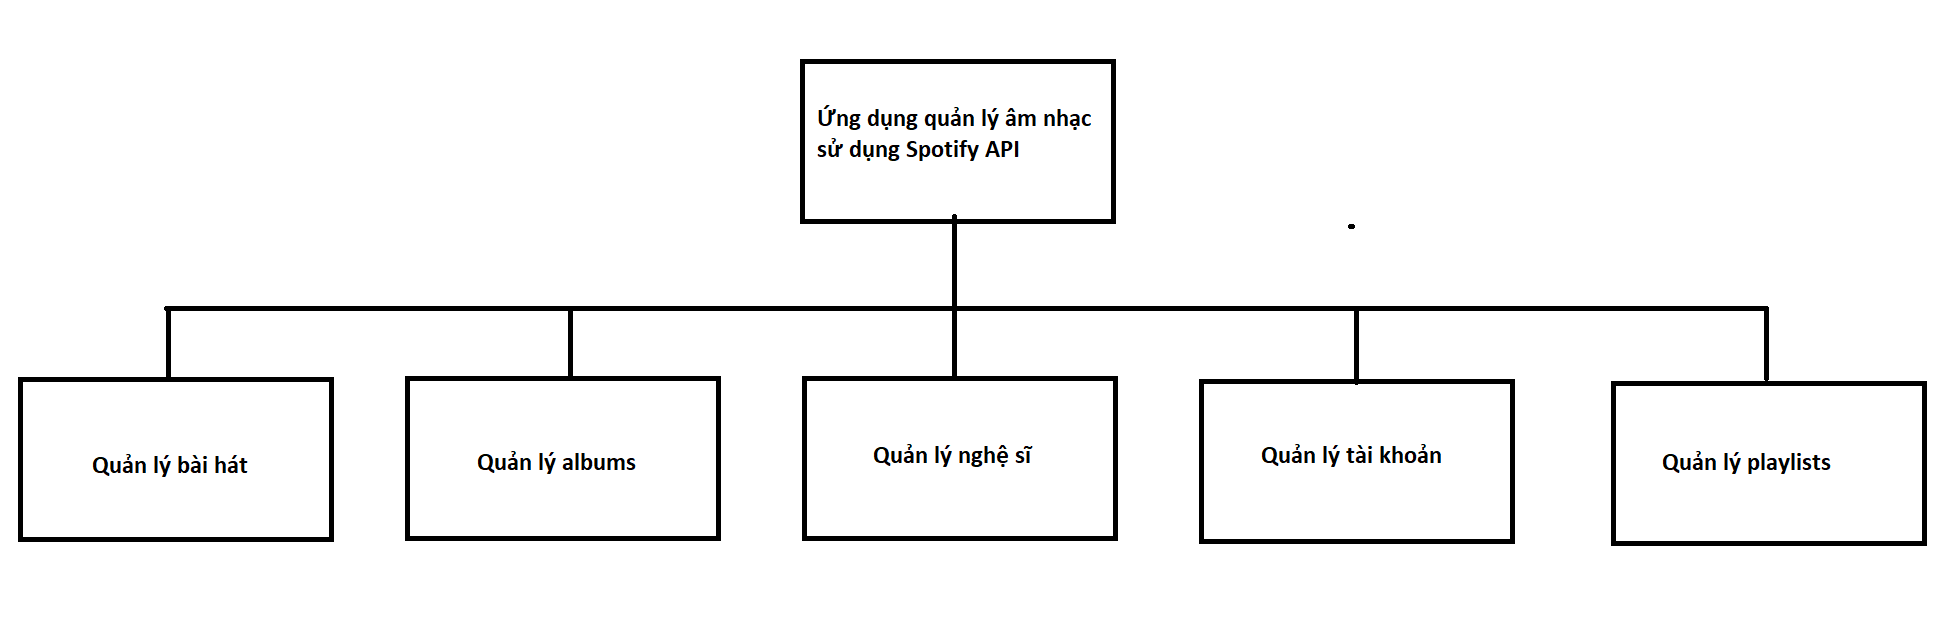 Ứng dụng quản lý âm nhạc
sử dụng Spotify API
Quản lý bài hát
Quản lý albums
Quản lý nghệ sĩ
Quản lý tài khoản
Quản lý playlists